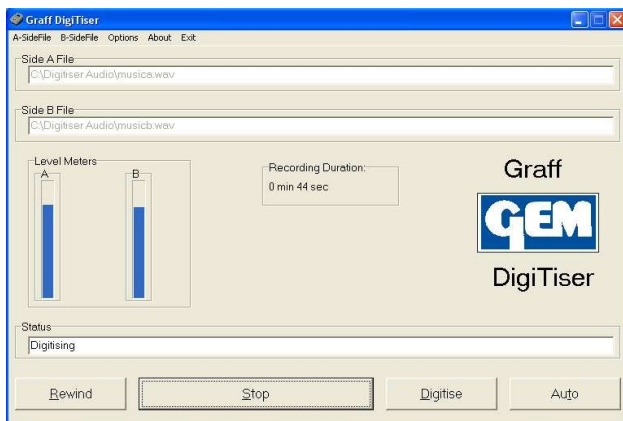 Graff DigiTiser
A-SideFile B-SideFile Options About Exit
Side A File
C:\Digitiser Audio\musica.wav
Side B File
C:\Digitiser Audio\musicb.wav
Level Meters
A B
Recording Duration:
0 min 44 sec
Graff
GEM
DigiTiser
Status
Digitising
Rewind Stop Digitise Auto